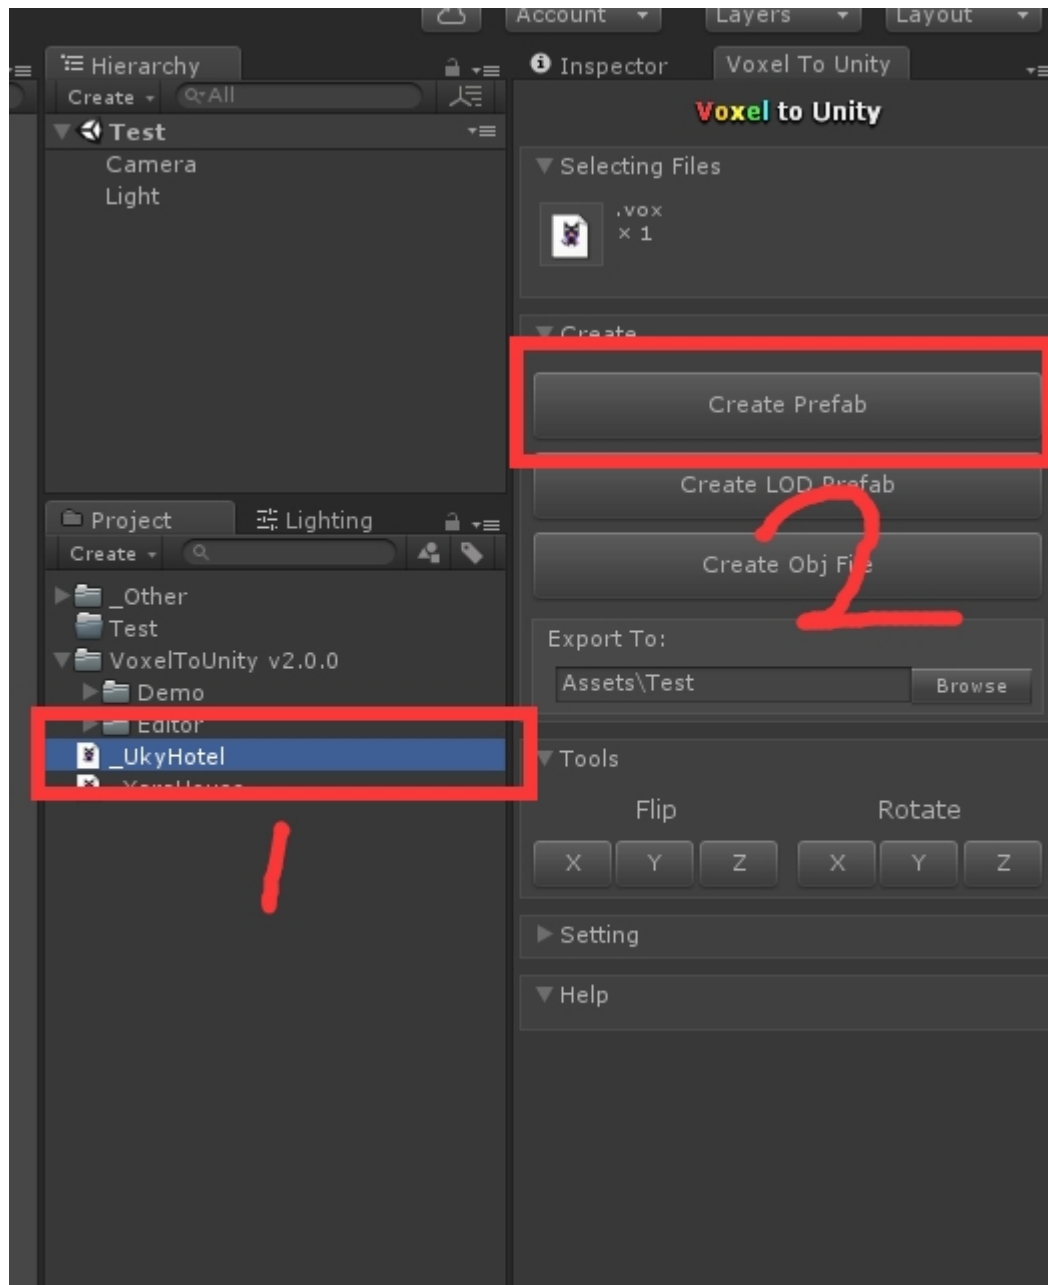 Account
Layers
Layout
Hierarchy
Create
All
Test
Camera
Light
Project
Lighting
Create
_Other
Test
VoxelToUnity v2.0.0
Demo
Editor
_UkyHotel
1
Inspector
Voxel To Unity
Voxel to Unity
Selecting Files
.vox
× 1
Create
Create Prefab
Create LOD Prefab
Create Obj File
2
Export To:
Assets\Test
Browse
Tools
Flip
Rotate
X Y Z X Y Z
Setting
Help